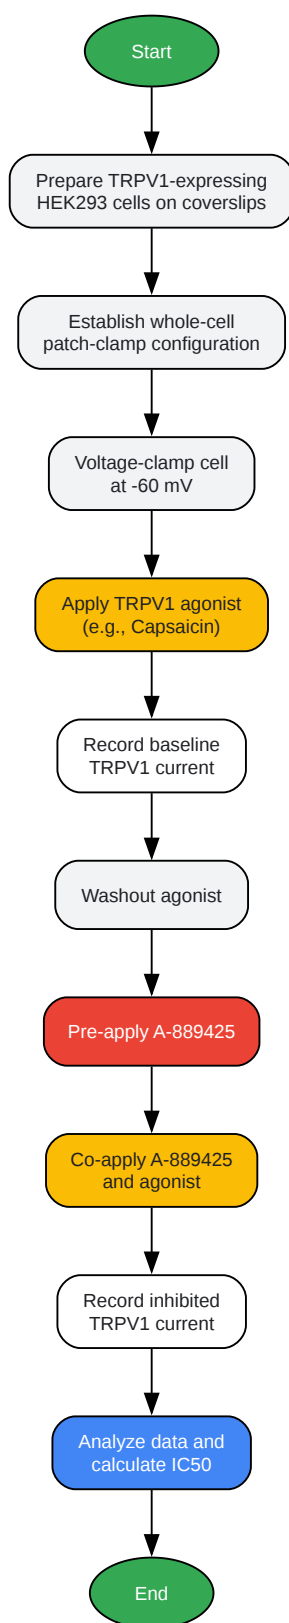 Start
Prepare TRPV1-expressing
HEK293 cells on coverslips
Establish whole-cell
patch-clamp configuration
Voltage-clamp cell
at -60 mV
Apply TRPV1 agonist
(e.g., Capsaicin)
Record baseline
TRPV1 current
Washout agonist
Pre-apply A-889425
Co-apply A-889425
and agonist
Record inhibited
TRPV1 current
Analyze data and
calculate IC50
End